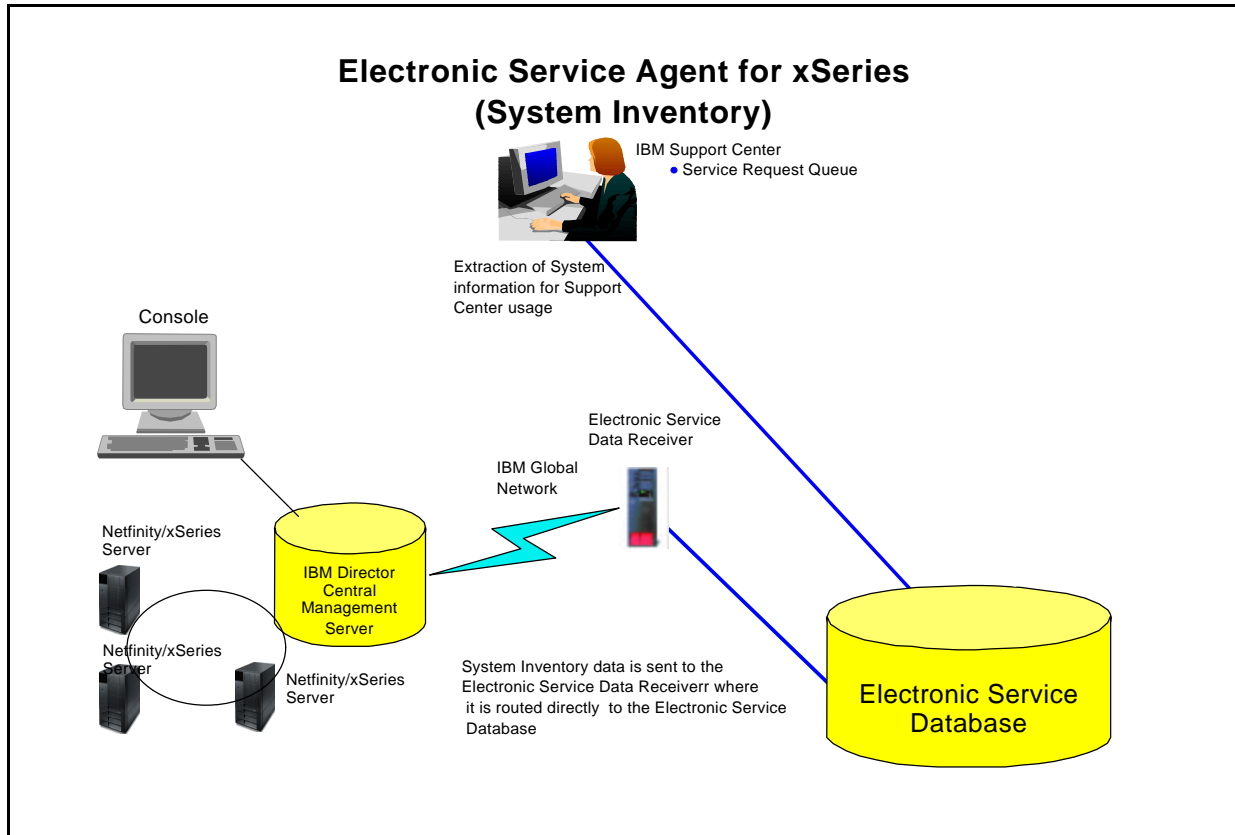 Electronic Service Agent for xSeries
(System Inventory)
IBM Support Center
• Service Request Queue
Extraction of System
information for Support
Center usage
Console
Electronic Service
Data Receiver
IBM Global
Network
Netfinity/xSeries
Server
IBM Director
Central
Management
Server
Netfinity/xSeries
Server
Netfinity/xSeries
Server
System Inventory data is sent to the
Electronic Service Data Receiverr where
it is routed directly to the Electronic Service
Database
Electronic Service
Database